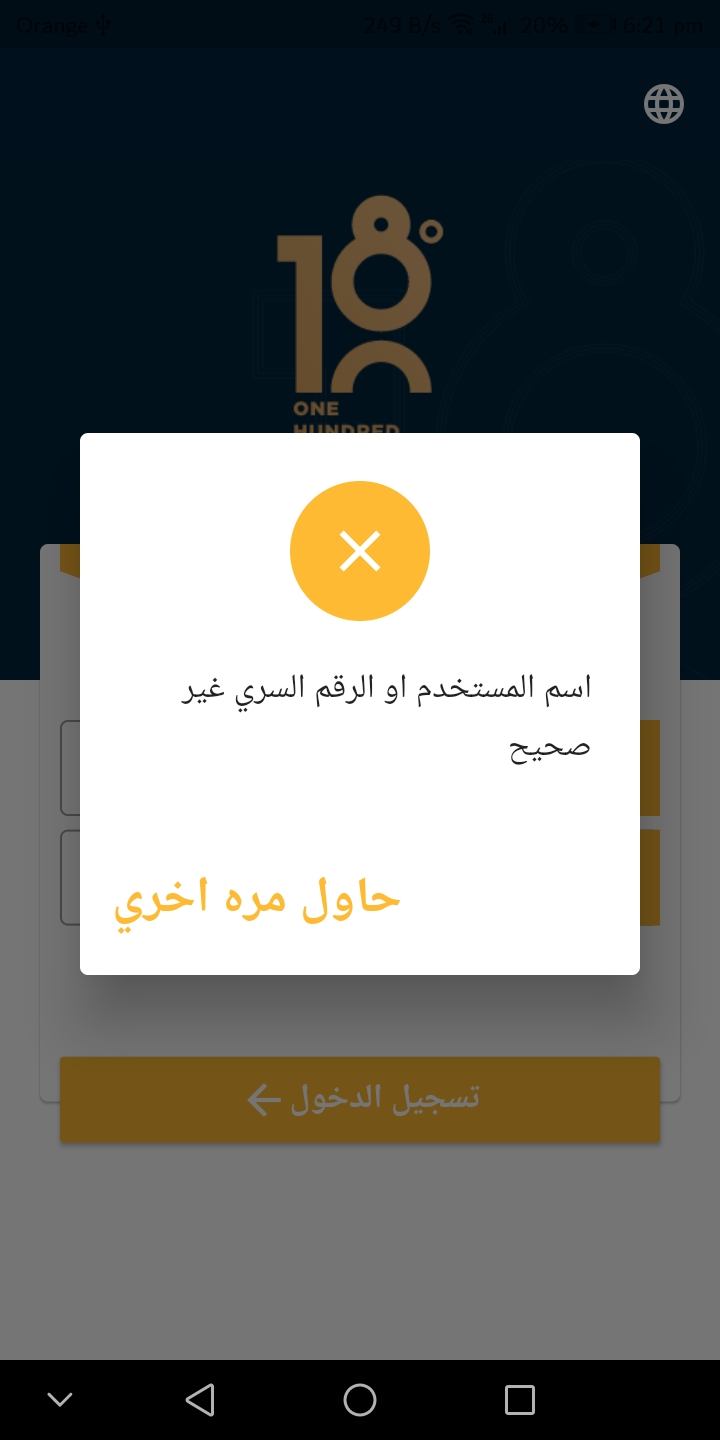 Orange 249 B/s 20% 6:21 pm
18°
ONE
HUNDRED
اسم المستخدم او الرقم السري غير
صحيح
حاول مره اخري
تسجيل الدخول